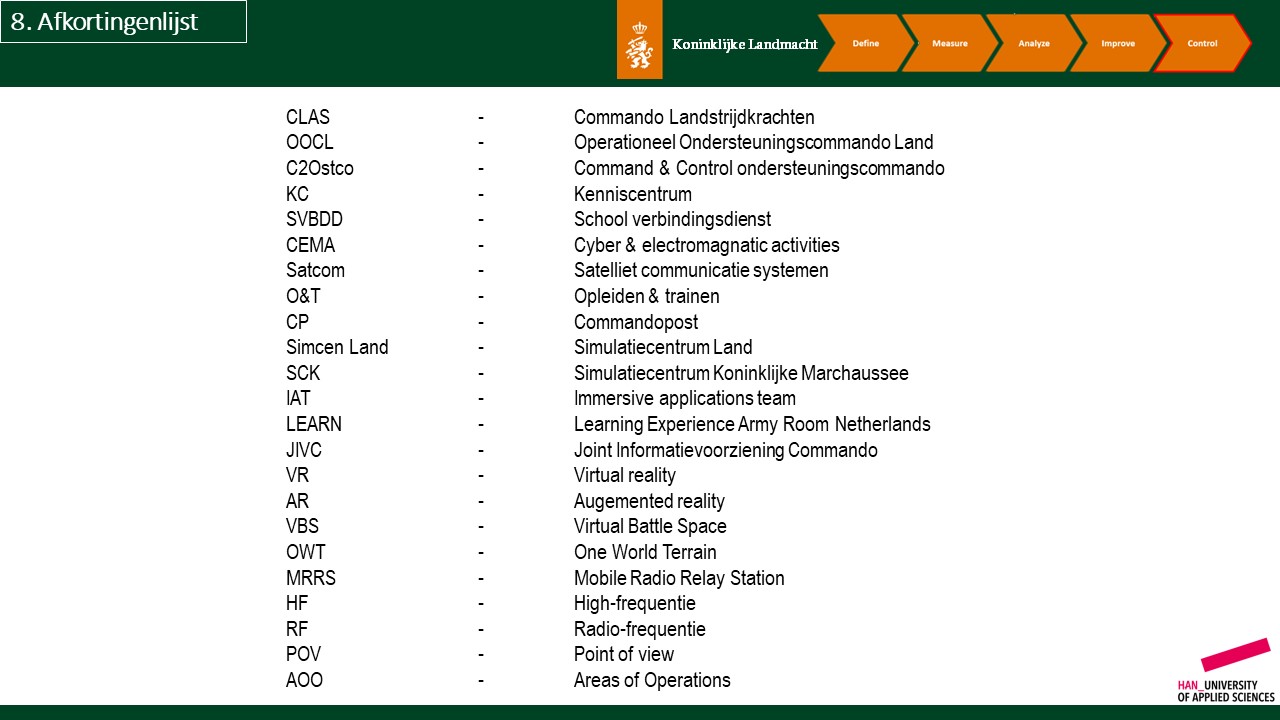 8. Afkortingenlijst
Koninklijke Landmacht
Define
Measure
Analyze
Improve
Control
CLAS - Commando Landstrijdkrachten
OOCL - Operationeel Ondersteuningscommando Land
C2Ostco - Command & Control ondersteuningscommando
KC - Kenniscentrum
SVBDD - School verbindingsdienst
CEMA - Cyber & electromagnatic activities
Satcom - Satelliet communicatie systemen
O&T - Opleiden & trainen
CP - Commandopost
Simcen Land - Simulatiecentrum Land
SCK - Simulatiecentrum Koninklijke Marchaussee
IAT - Immersive applications team
LEARN - Learning Experience Army Room Netherlands
JIVC - Joint Informatievoorziening Commando
VR - Virtual reality
AR - Augemented reality
VBS - Virtual Battle Space
OWT - One World Terrain
MRRS - Mobile Radio Relay Station
HF - High-frequentie
RF - Radio-frequentie
POV - Point of view
AOO - Areas of Operations
HAN_UNIVERSITY
OF APPLIED SCIENCES